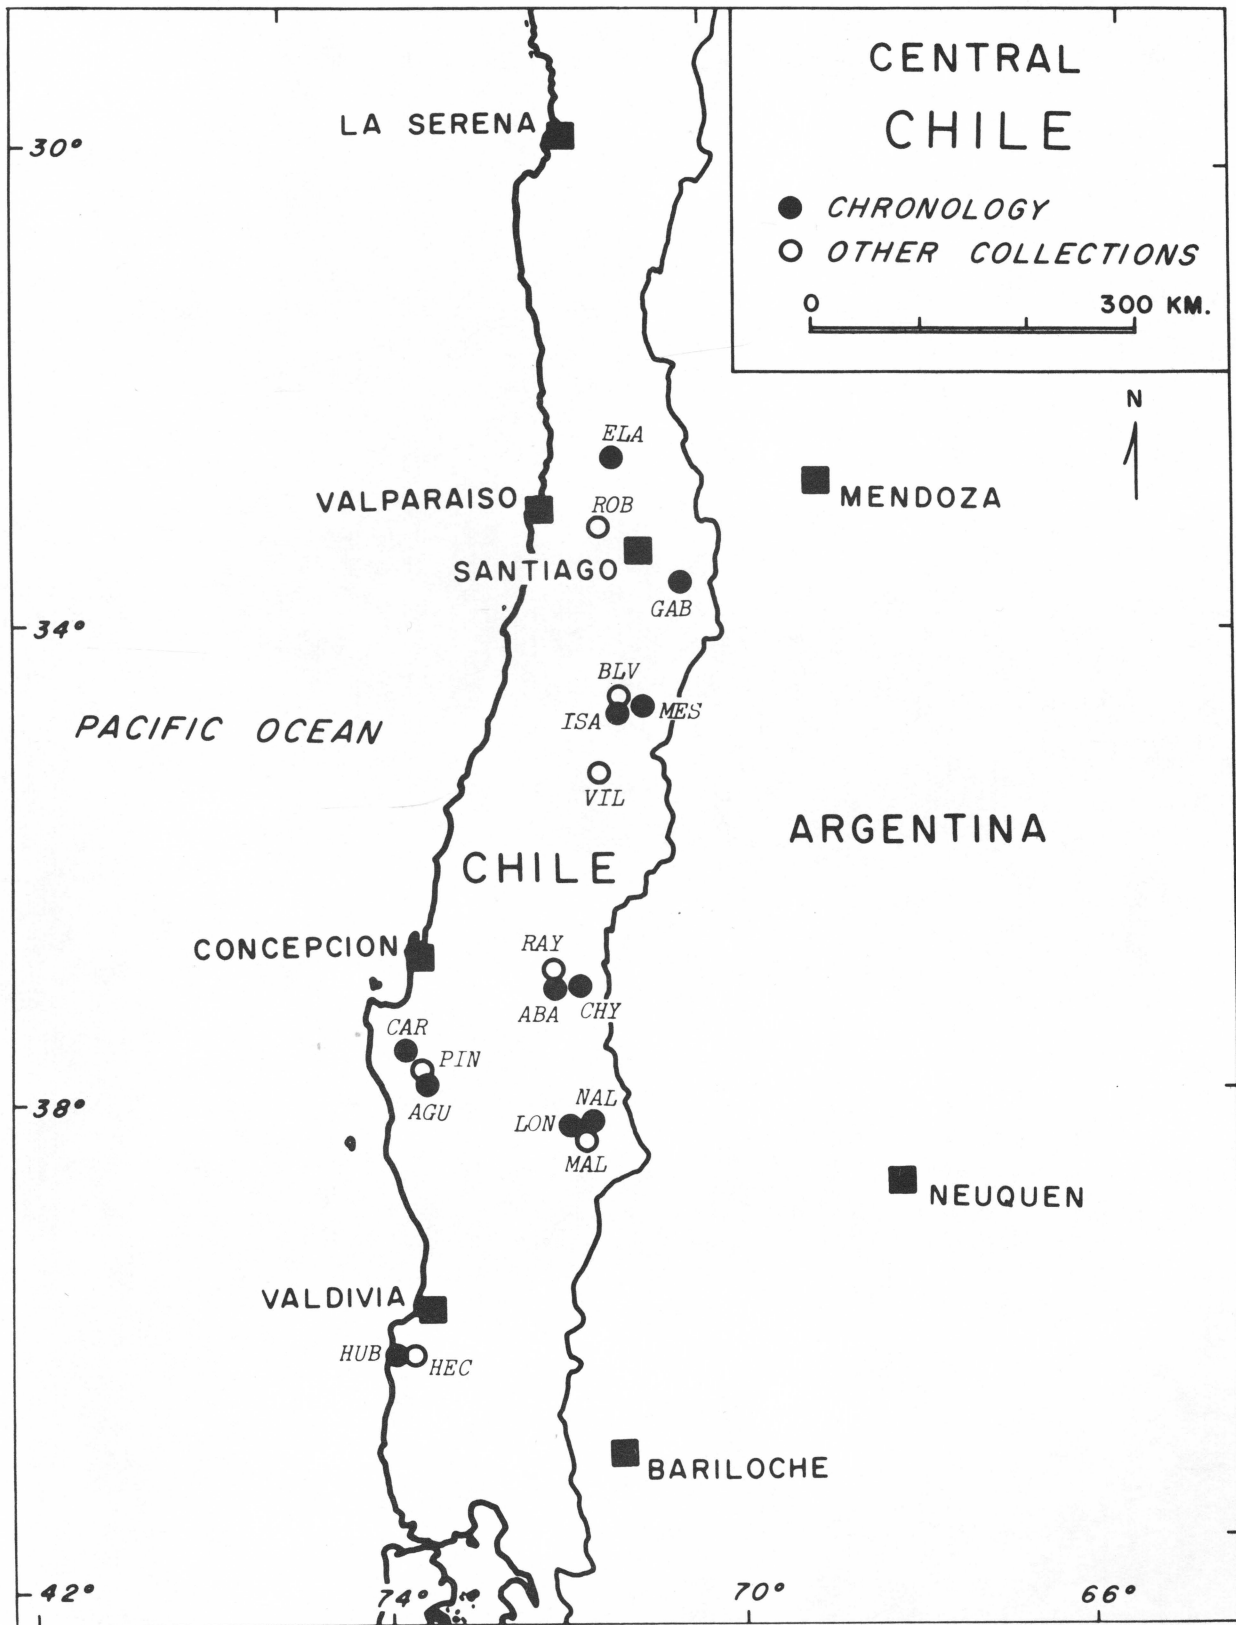 CENTRAL
CHILE
CHRONOLOGY
OTHER COLLECTIONS
0 300 KM.
N
LA SERENA
30°
ELA
VALPARAISO
ROB
MENDOZA
SANTIAGO
GAB
34°
BLV
ISA
MES
PACIFIC OCEAN
VIL
ARGENTINA
CHILE
RAY
CONCEPCION
ABA
CHY
CAR
PIN
AGU
38°
NAL
LON
MAL
NEUQUEN
VALDIVIA
HUB
HEC
BARILOCHE
42°
74°
70°
66°